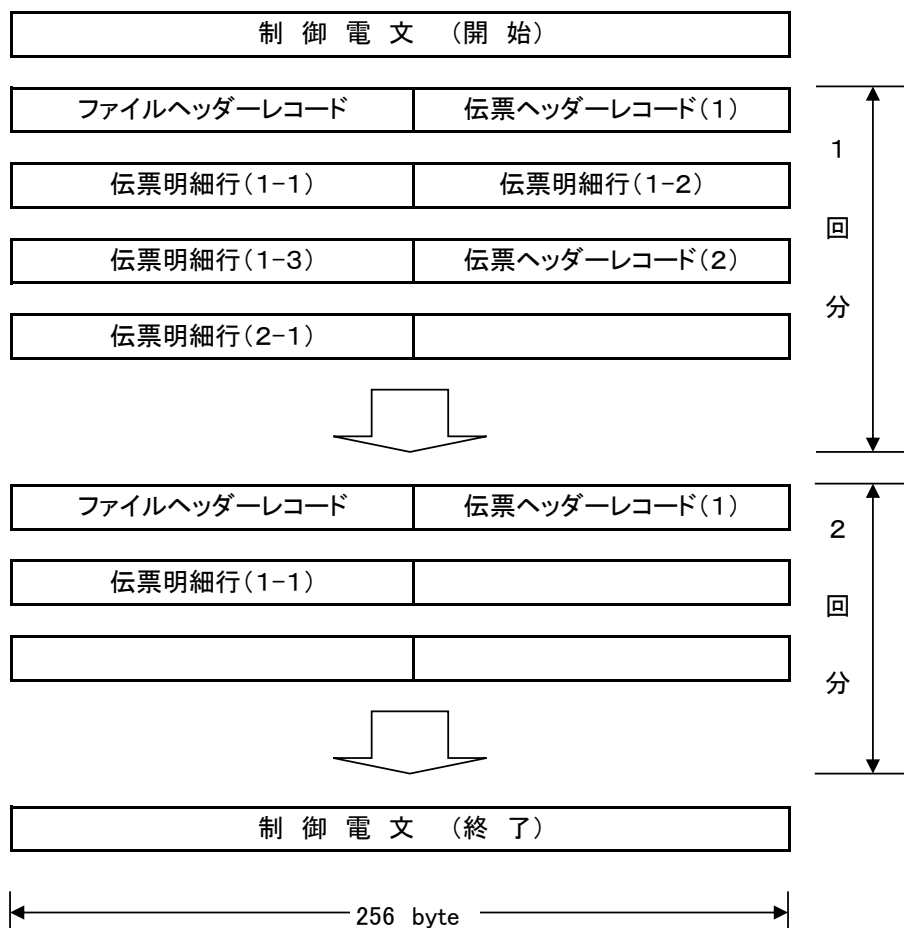 制 御 電 文 (開 始)
ファイルヘッダーレコード 伝票ヘッダーレコード(1)
伝票明細行(1-1) 伝票明細行(1-2)
伝票明細行(1-3) 伝票ヘッダーレコード(2)
伝票明細行(2-1)
1
回
分
ファイルヘッダーレコード 伝票ヘッダーレコード(1)
伝票明細行(1-1)
2
回
分
制 御 電 文 (終 了)
256 byte